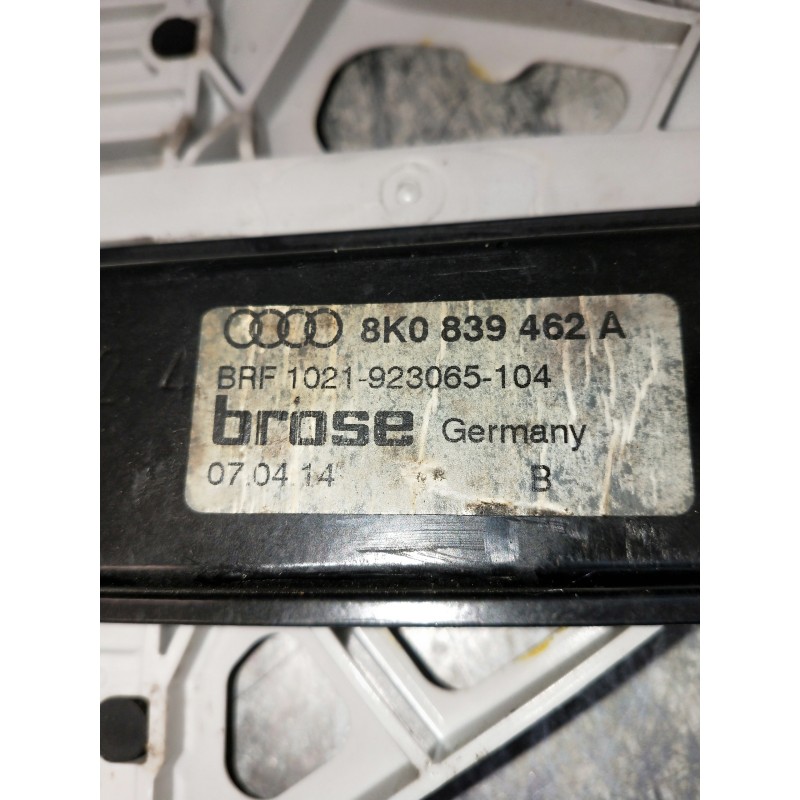 8K0 839 462 A
BRF 1021-923065-104
brose Germany
07.04.14 B